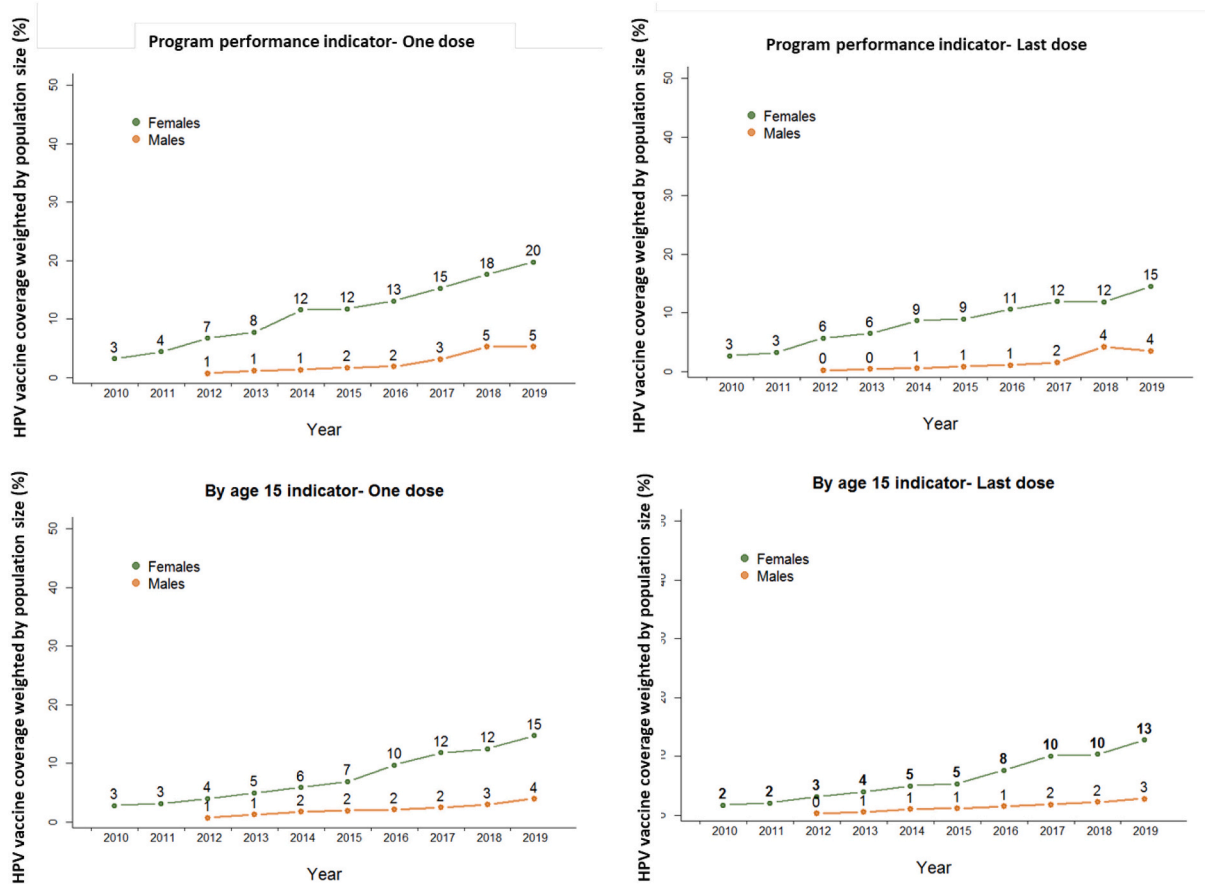 Program performance indicator- One dose
HPV vaccine coverage weighted by population size (%)
50
40
30
20
10
0
Females
Males
3 4 7 8 12 12 13 15 18 20
1 1 1 2 2 3 5 5
2010 2011 2012 2013 2014 2015 2016 2017 2018 2019
Year
Program performance indicator- Last dose
HPV vaccine coverage weighted by population size (%)
50
40
30
20
10
0
Females
Males
3 3 6 6 9 9 11 12 12 15
0 0 1 1 1 2 4 4
2010 2011 2012 2013 2014 2015 2016 2017 2018 2019
Year
By age 15 indicator- One dose
HPV vaccine coverage weighted by population size (%)
50
40
30
20
10
0
Females
Males
3 3 4 5 6 7 10 12 12 15
1 1 2 2 2 2 3 4
2010 2011 2012 2013 2014 2015 2016 2017 2018 2019
Year
By age 15 indicator- Last dose
HPV vaccine coverage weighted by population size (%)
Females
Males
2 2 3 4 5 5 8 10 10 13
0 1 1 1 1 2 2 3
2010 2011 2012 2013 2014 2015 2016 2017 2018 2019
Year